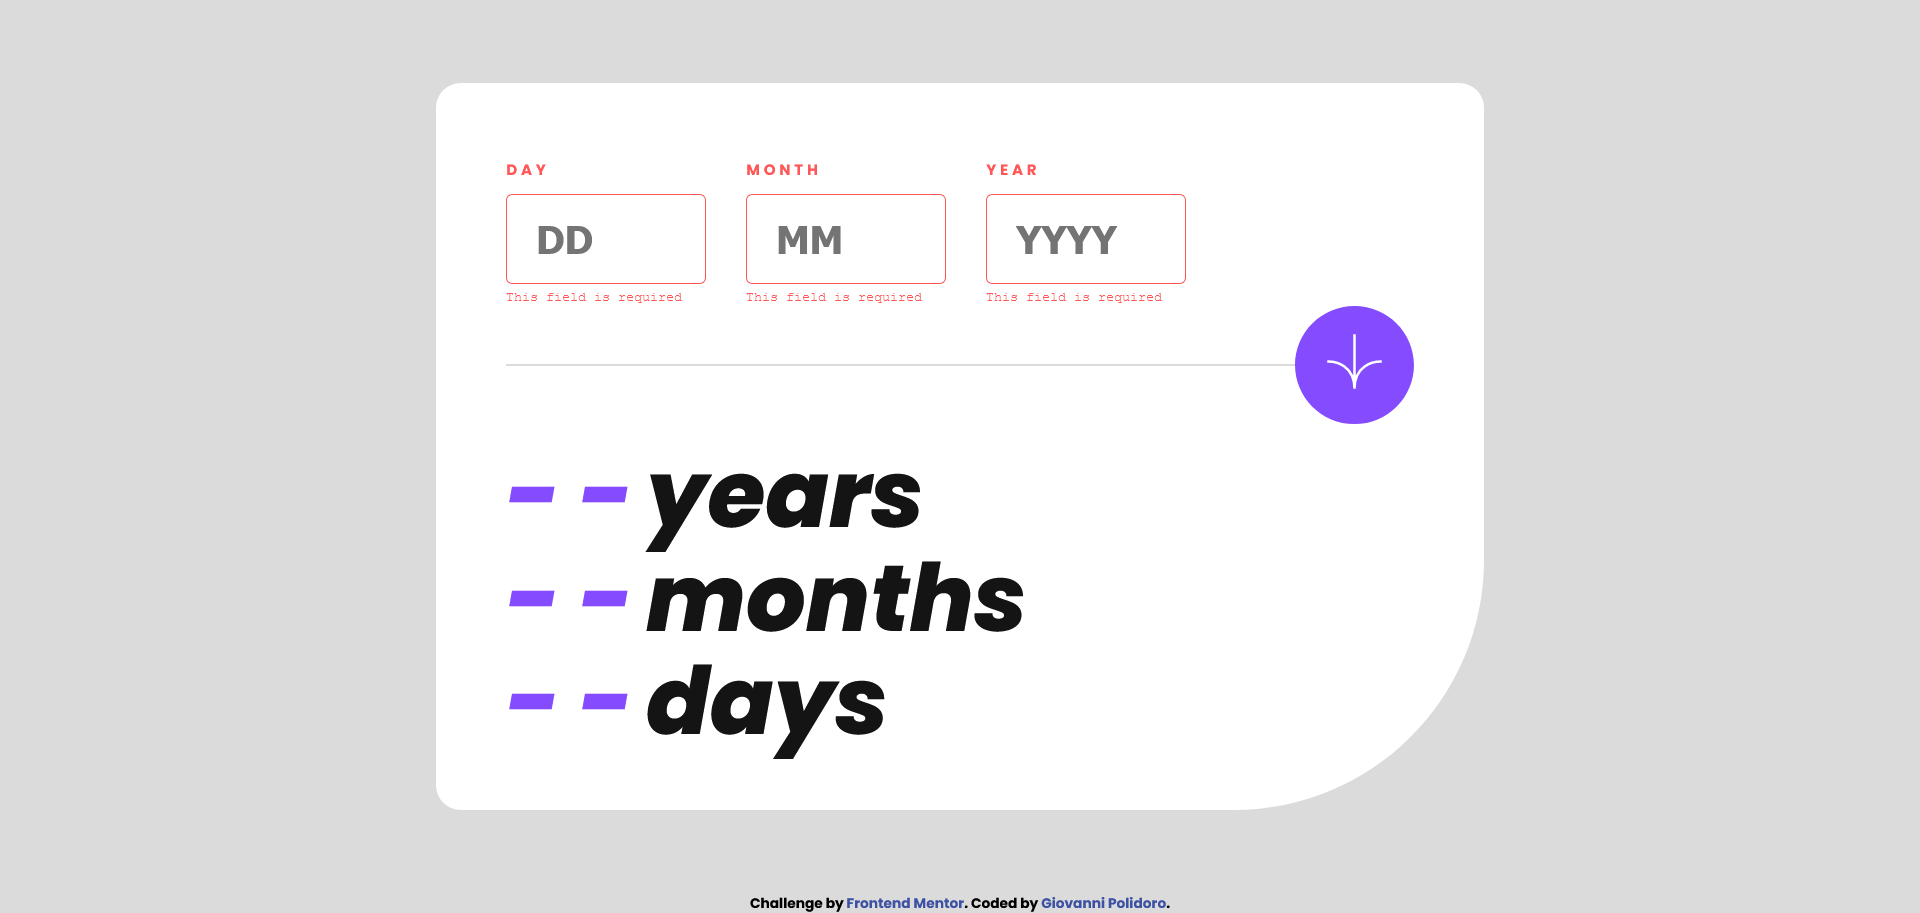 DAY MONTH YEAR
DD MM YYYY
This field is required This field is required This field is required
- - years
- - months
- - days
Challenge by Frontend Mentor. Coded by Giovanni Polidoro.